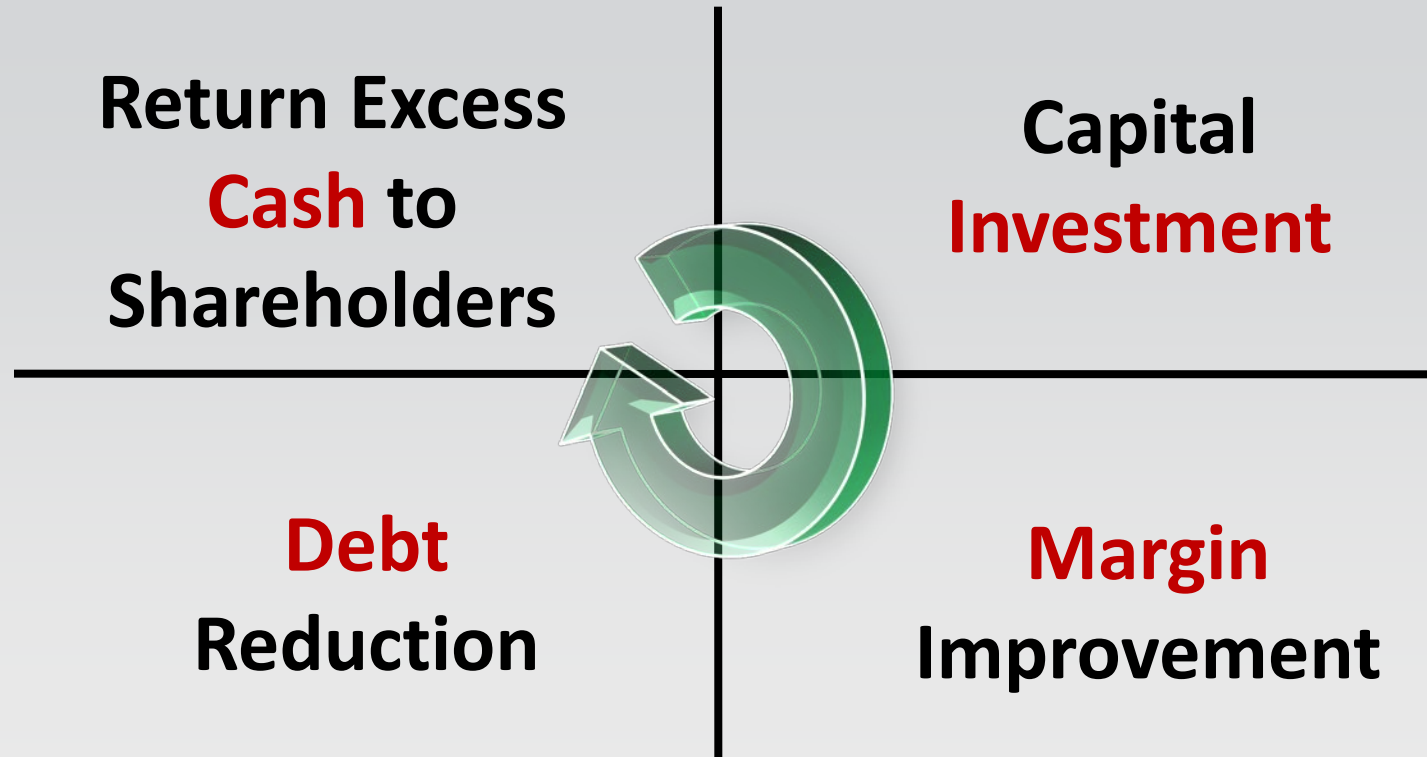 Return Excess
Cash to
Shareholders
Capital
Investment
Debt
Reduction
Margin
Improvement